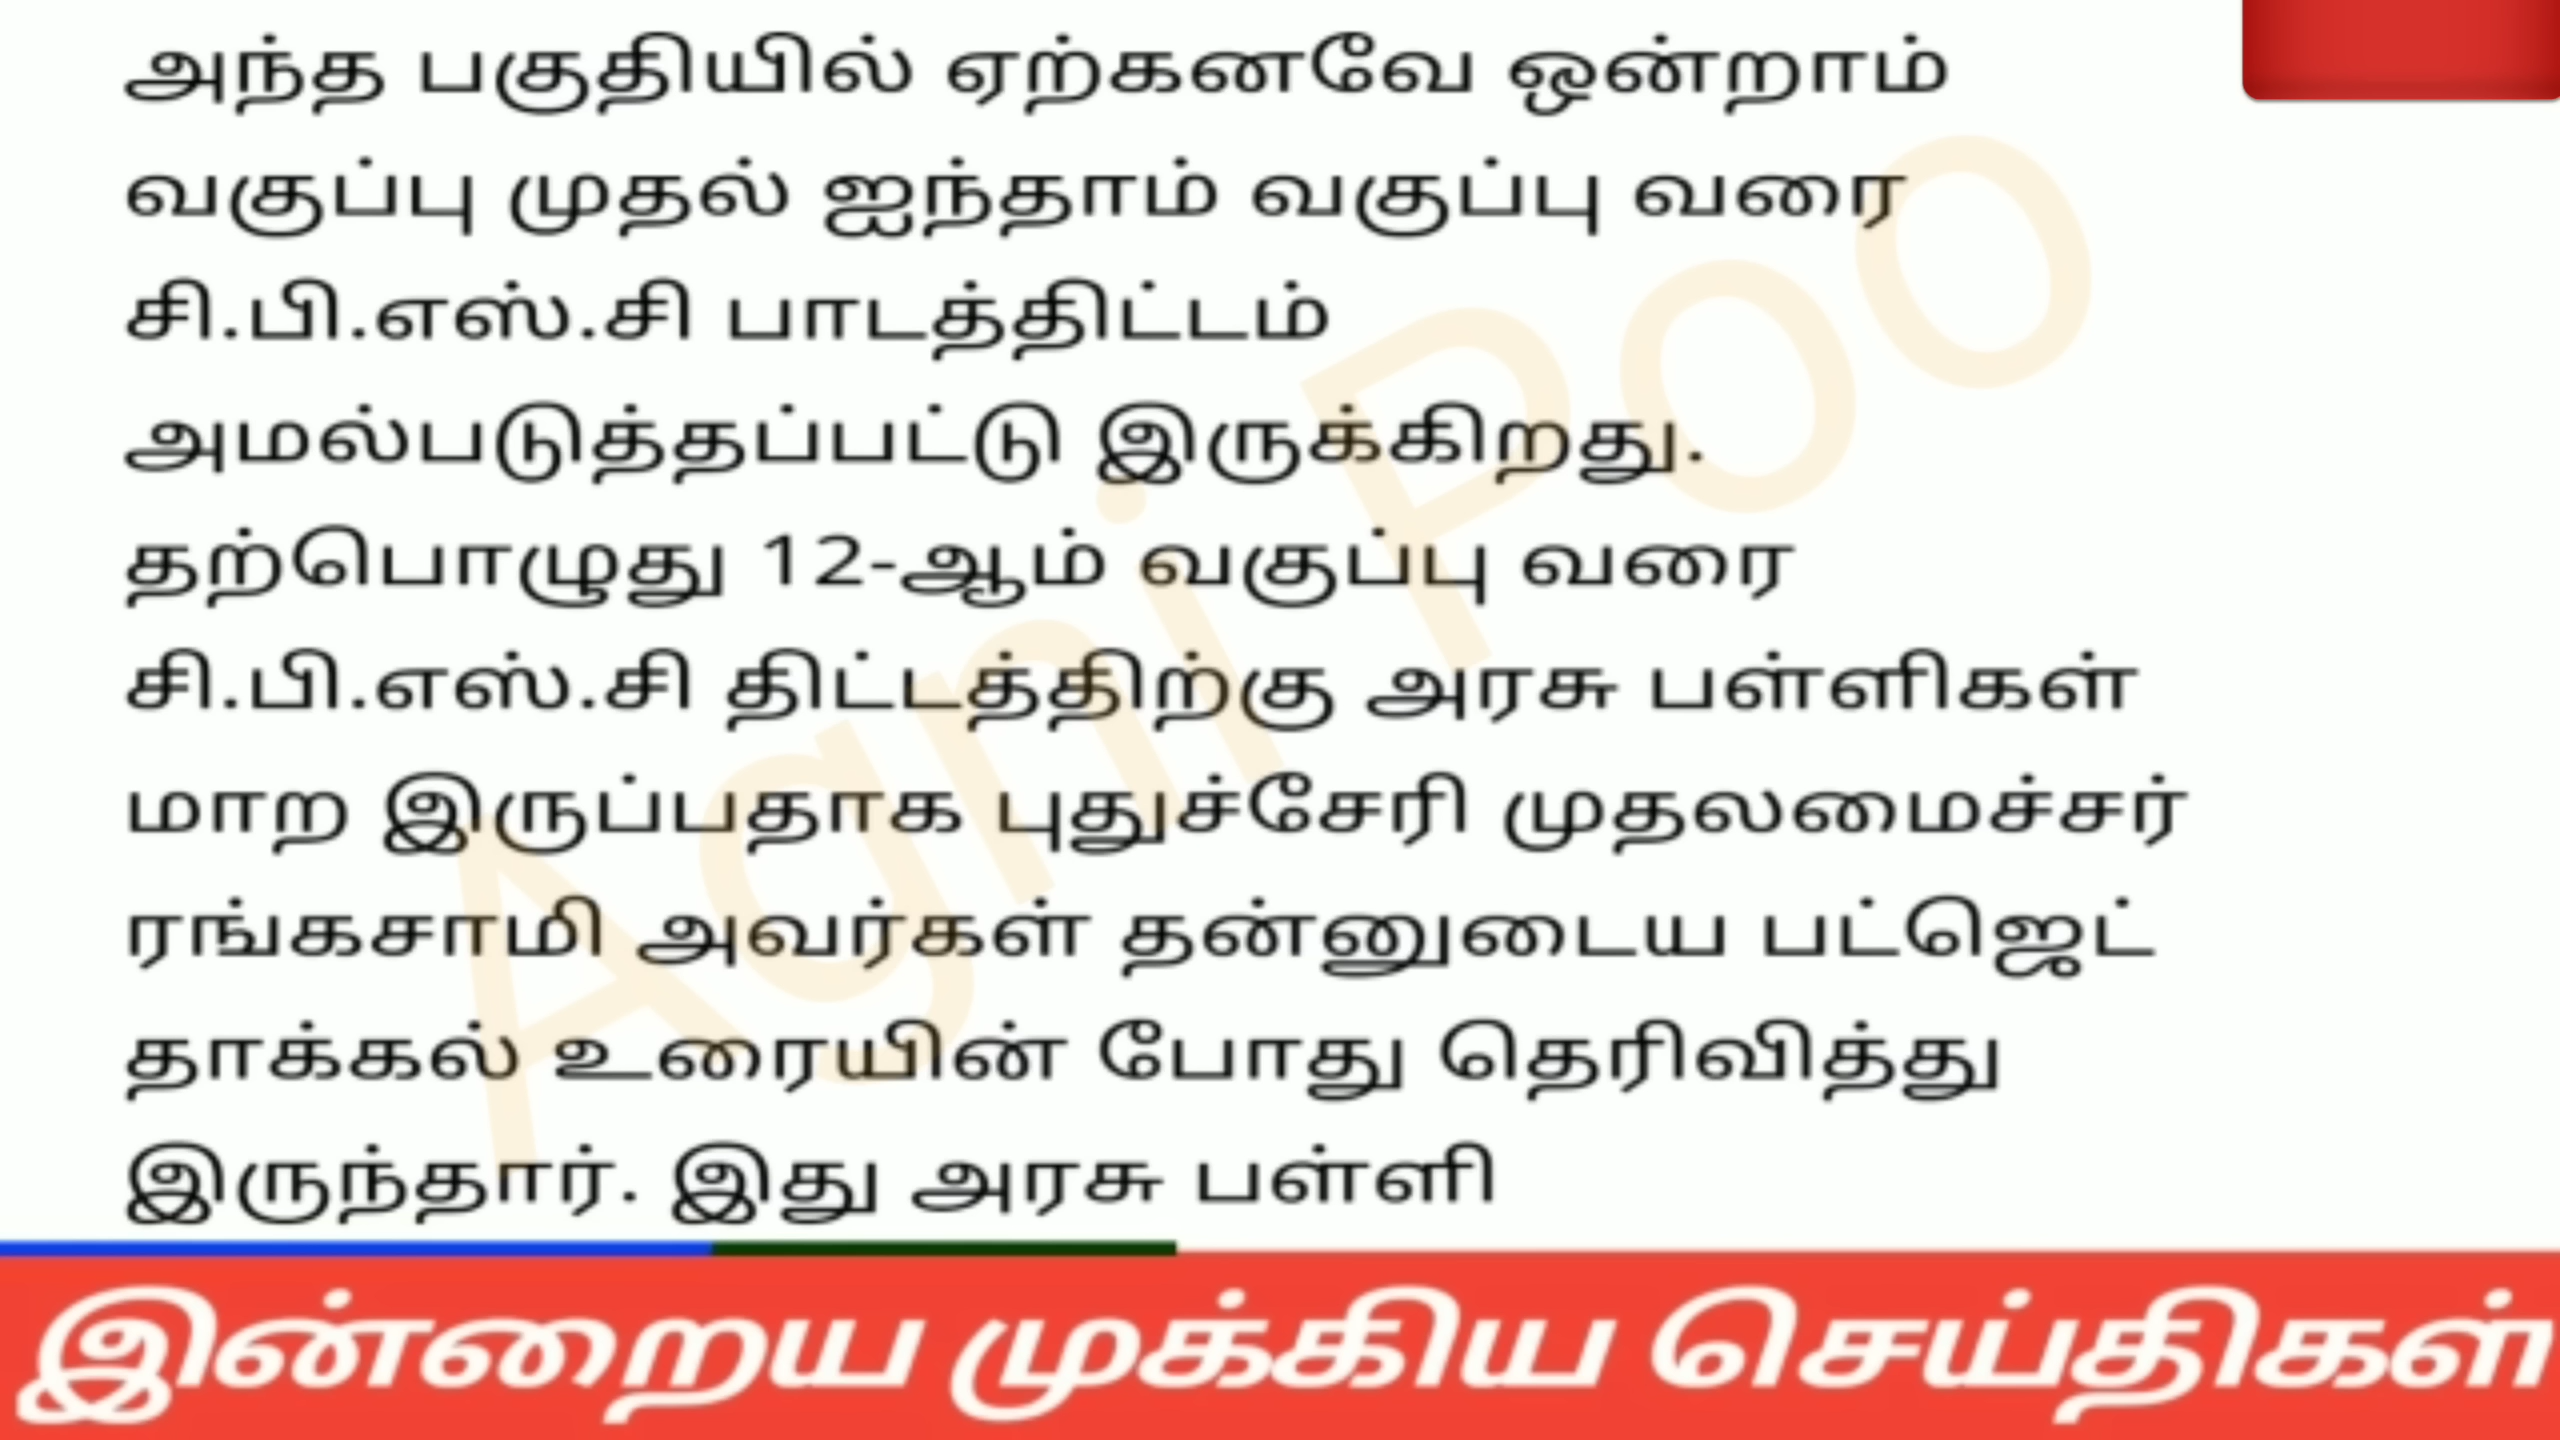 அந்த பகுதியில் ஏற்கனவே ஒன்றாம்
வகுப்பு முதல் ஐந்தாம் வகுப்பு வரை
சி.பி.எஸ்.சி பாடத்திட்டம்
அமல்படுத்தப்பட்டு இருக்கிறது.
தற்பொழுது 12-ஆம் வகுப்பு வரை
சி.பி.எஸ்.சி திட்டத்திற்கு அரசு பள்ளிகள்
மாற இருப்பதாக புதுச்சேரி முதலமைச்சர்
ரங்கசாமி அவர்கள் தன்னுடைய பட்ஜெட்
தாக்கல் உரையின் போது தெரிவித்து
இருந்தார். இது அரசு பள்ளி
Agni Poo
இன்றைய முக்கிய செய்திகள்